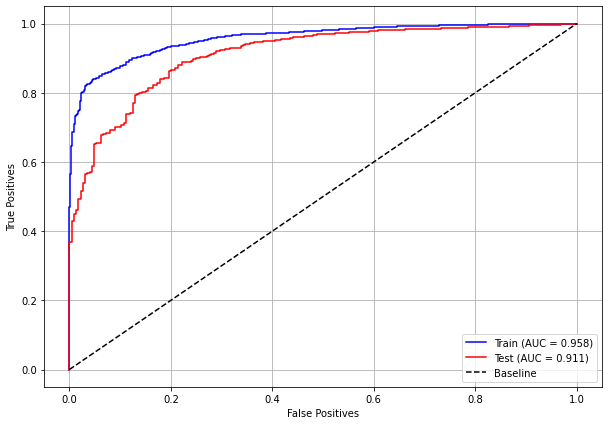 1.0
0.8
0.6
0.4
0.2
0.0
True Positives
0.0 0.2 0.4 0.6 0.8 1.0
False Positives
Train (AUC = 0.958)
Test (AUC = 0.911)
Baseline